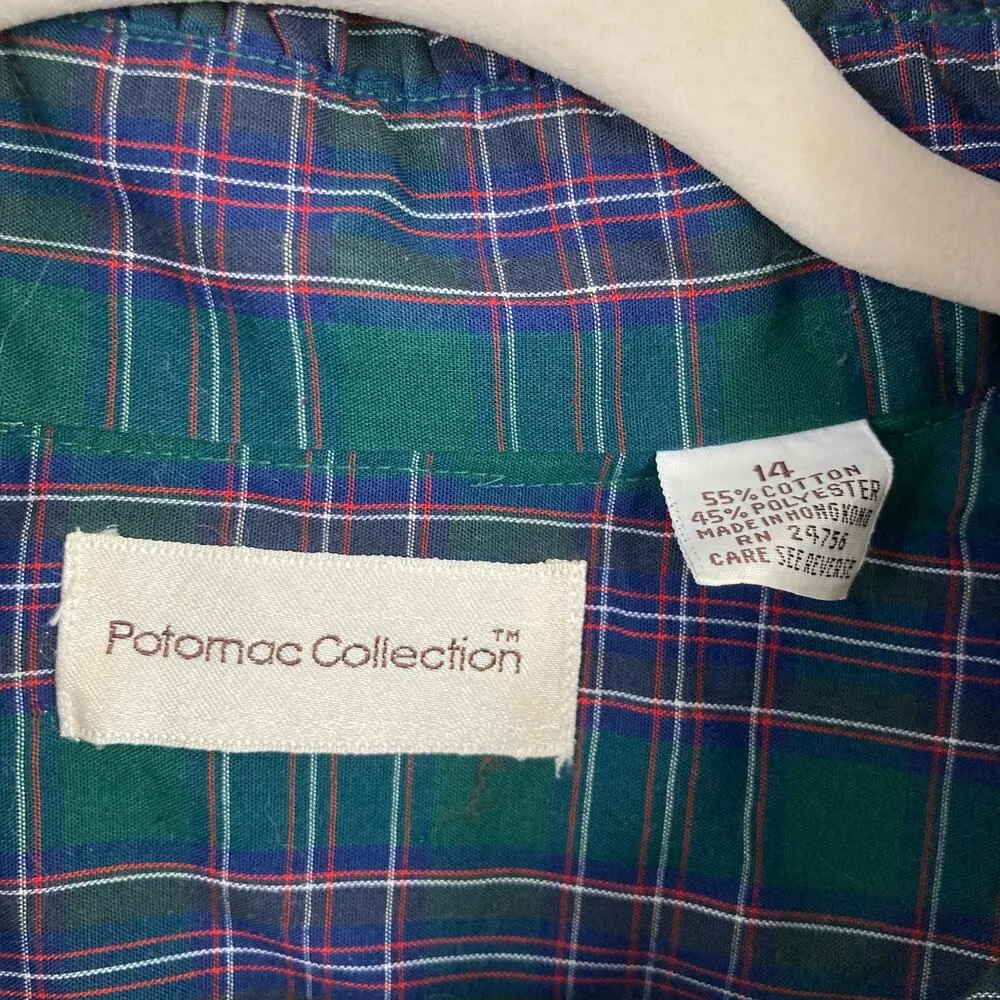 Potomac Collection™
14
55% COTTON
45% POLYESTER
MADE IN HONG KONG
RN 29756
CARE SEE REVERSE